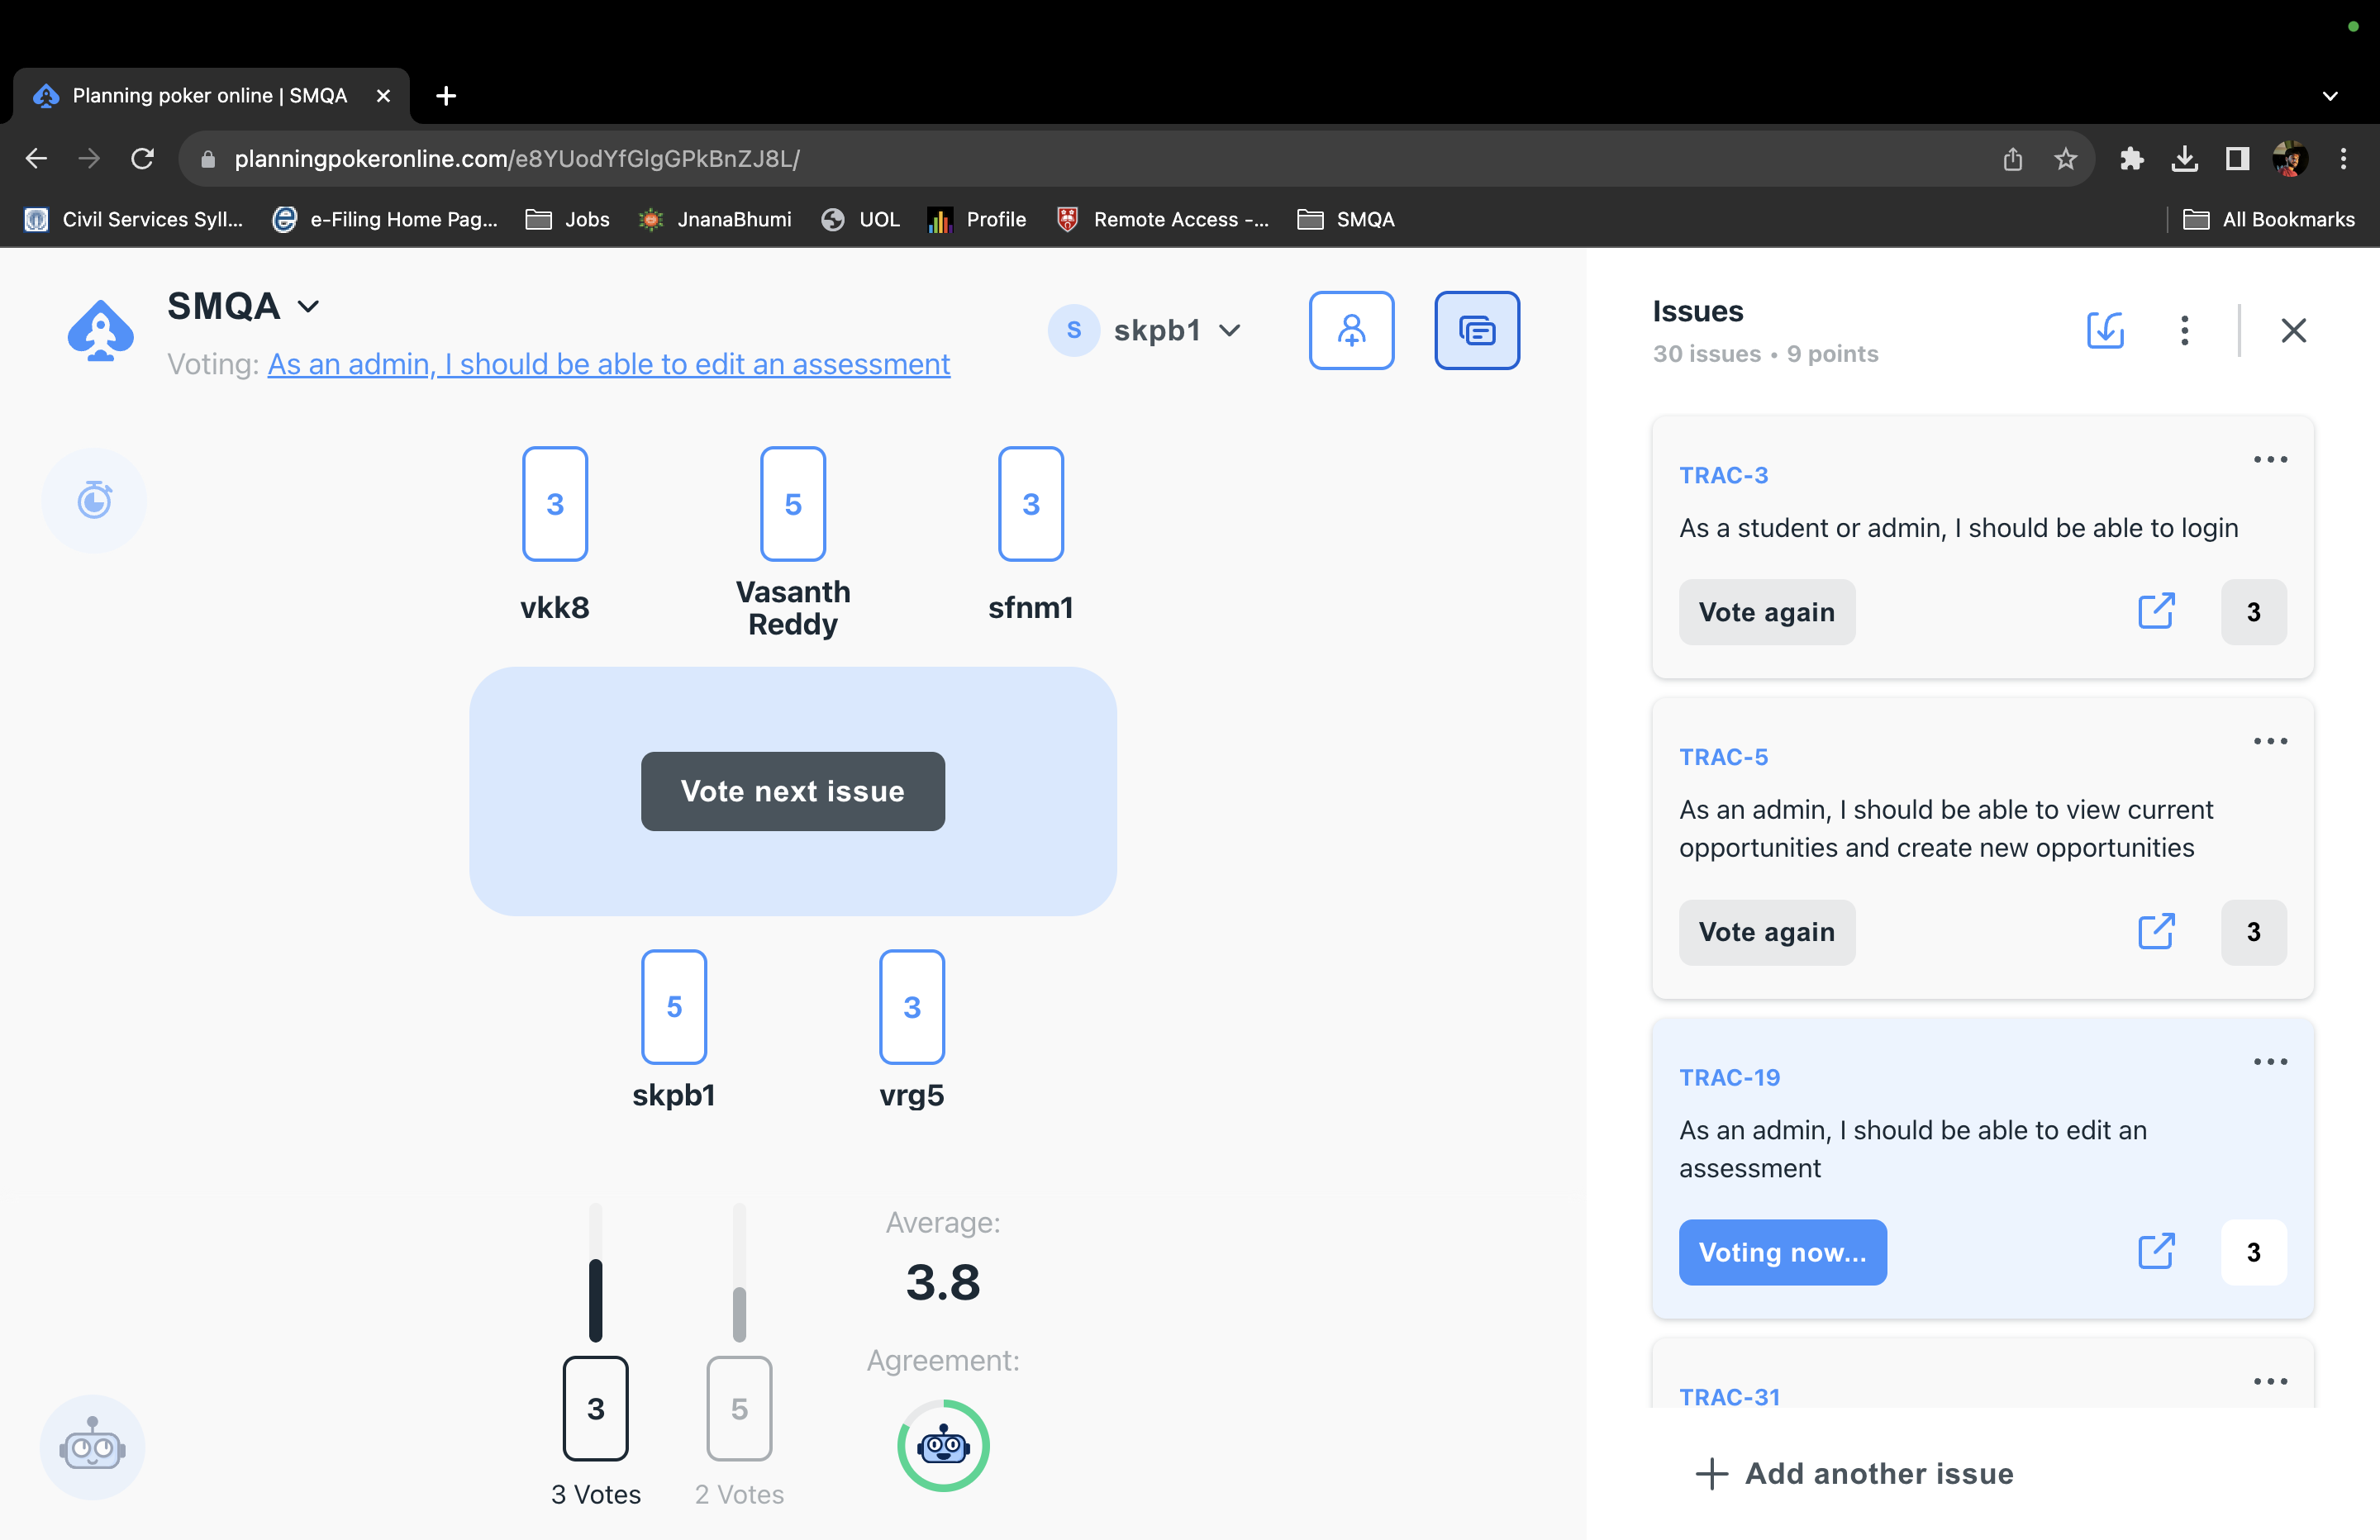 Planning poker online | SMQA
planningpokeronline.com/e8YUodYfGlgGPkBnZJ8L/
Civil Services Syll... e-Filing Home Pag... Jobs JnanaBhumi UOL Profile Remote Access -... SMQA All Bookmarks
SMQA
Voting: As an admin, I should be able to edit an assessment
S skpb1
3
vkk8
5
Vasanth
Reddy
3
sfnm1
Vote next issue
5
skpb1
3
vrg5
3
3 Votes
5
2 Votes
Average:
3.8
Agreement:
Issues
30 issues • 9 points
TRAC-3
As a student or admin, I should be able to login
Vote again 3
TRAC-5
As an admin, I should be able to view current
opportunities and create new opportunities
Vote again 3
TRAC-19
As an admin, I should be able to edit an
assessment
Voting now... 3
TRAC-31
Add another issue